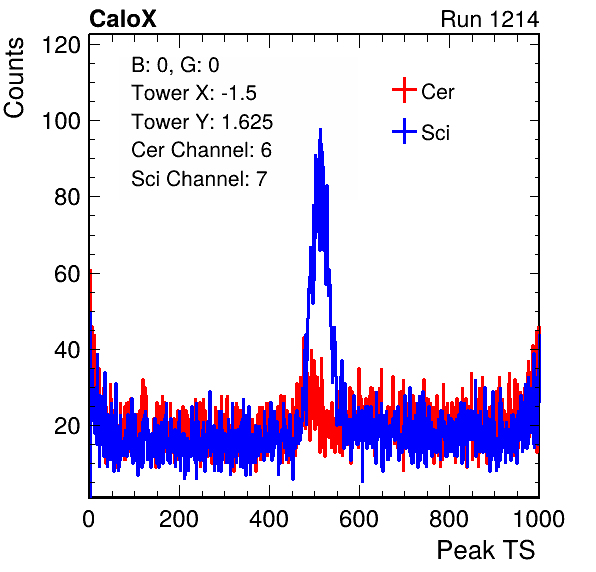 CaloX Run 1214
Counts
120
100
80
60
40
20
B: 0, G: 0
Tower X: -1.5
Tower Y: 1.625
Cer Channel: 6
Sci Channel: 7
Cer
Sci
0 200 400 600 800 1000
Peak TS